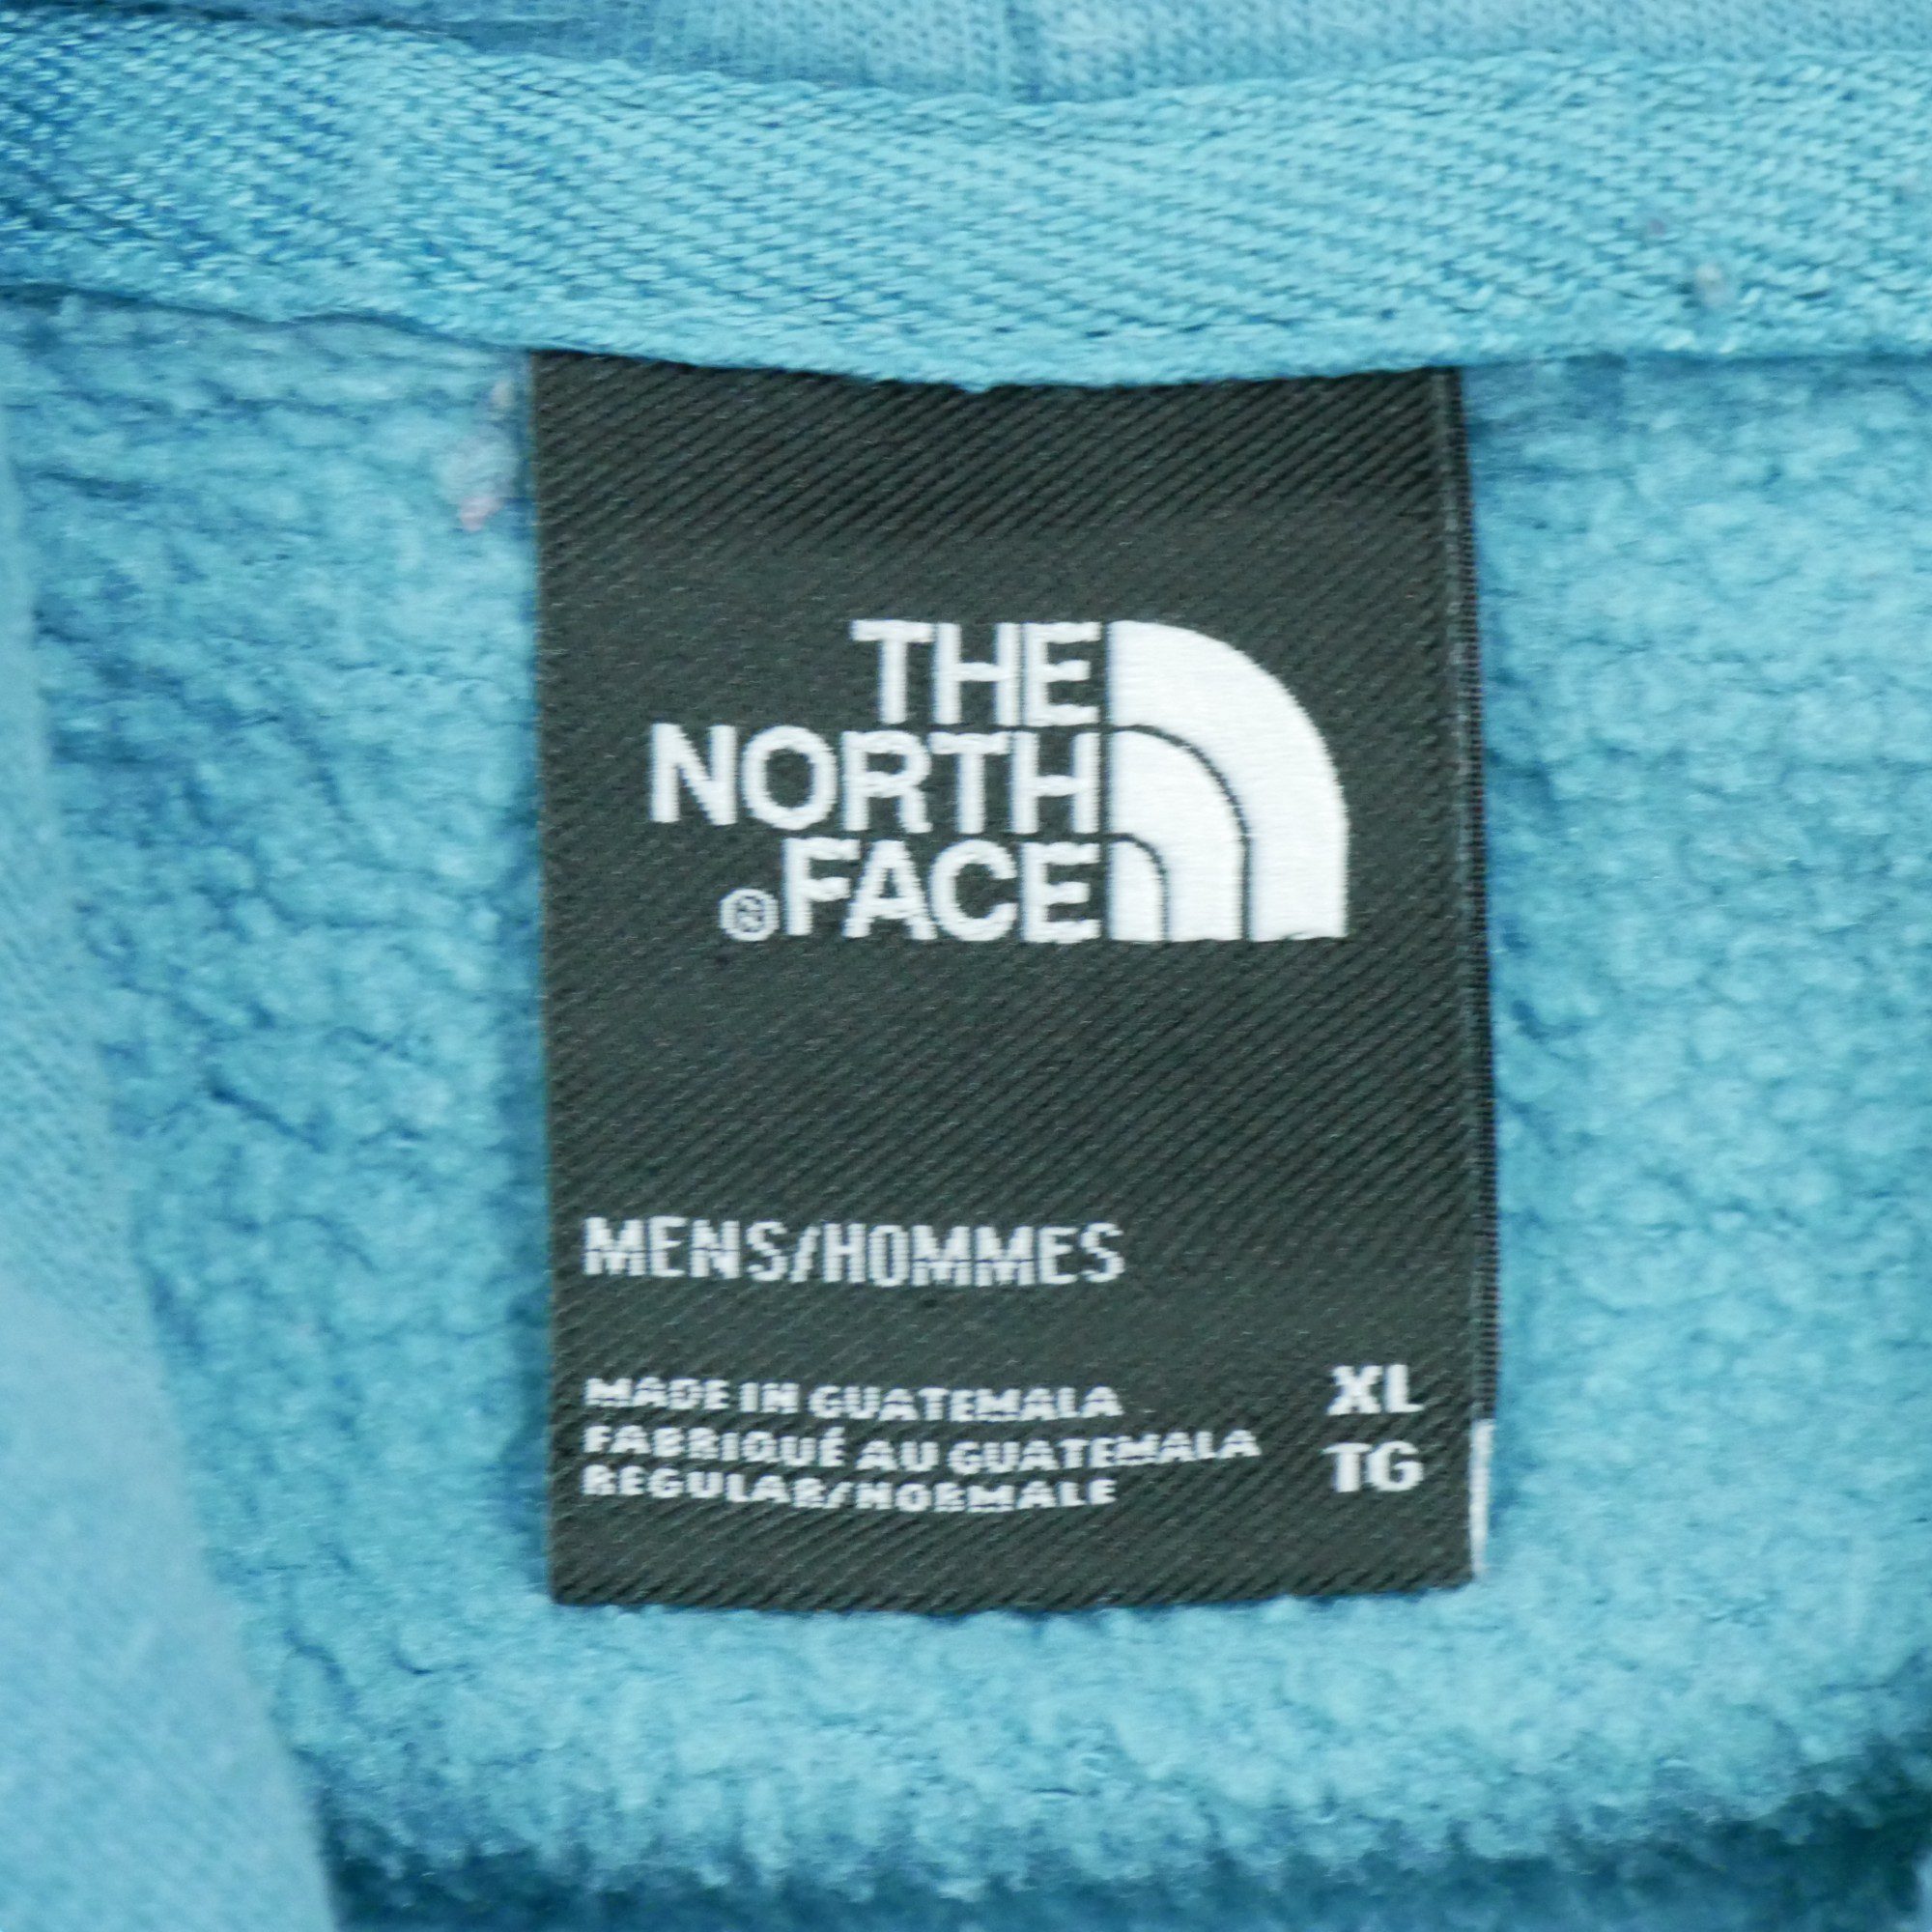 THE
NORTH
®FACE
MENS/HOMMES
MADE IN GUATEMALA
FABRIQUÉ AU GUATEMALA
REGULAR/NORMALE
XL
TG